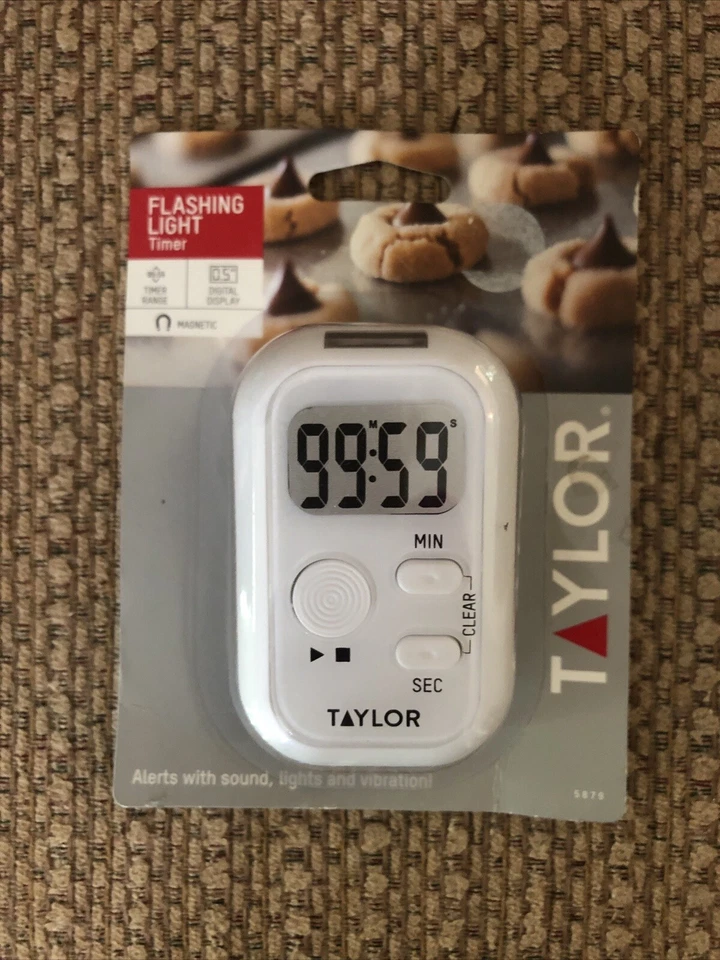 FLASHING
LIGHT
Timer
0.5"
TIMER
RANGE
DIGITAL
DISPLAY
MAGNETIC
TAYLOR®
M S
99:59
MIN
CLEAR
SEC
TAYLOR
Alerts with sound, lights and vibration!
5879